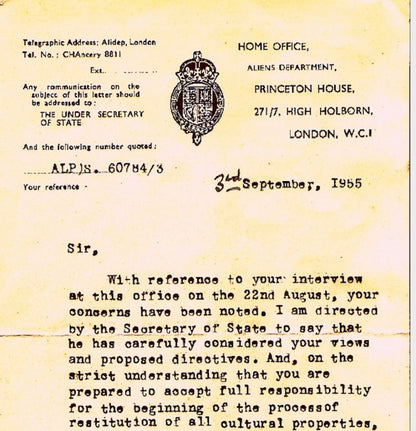 Telegraphic Address; Alidep, London
Tel. No.: CHAncery 8811
Ext.
Any communication on the
subject of this letter should
be addressed to:
THE UNDER SECRETARY
OF STATE
And the following number quoted:
ALP)S. 60784/3
Your reference -
HOME OFFICE,
ALIENS DEPARTMENT,
PRINCETON HOUSE,
271/7, HIGH HOLBORN,
LONDON, W.C.1
3rd September, 1955
Sir,
With reference to your interview
at this office on the 22nd August, your
concerns have been noted. I am directed
by the Secretary of State to say that
he has carefully considered your views
and proposed directives. And, on the
strict understanding that you are
prepared to accept full responsibility
for the beginning of the processof
restitution of all cultural properties,